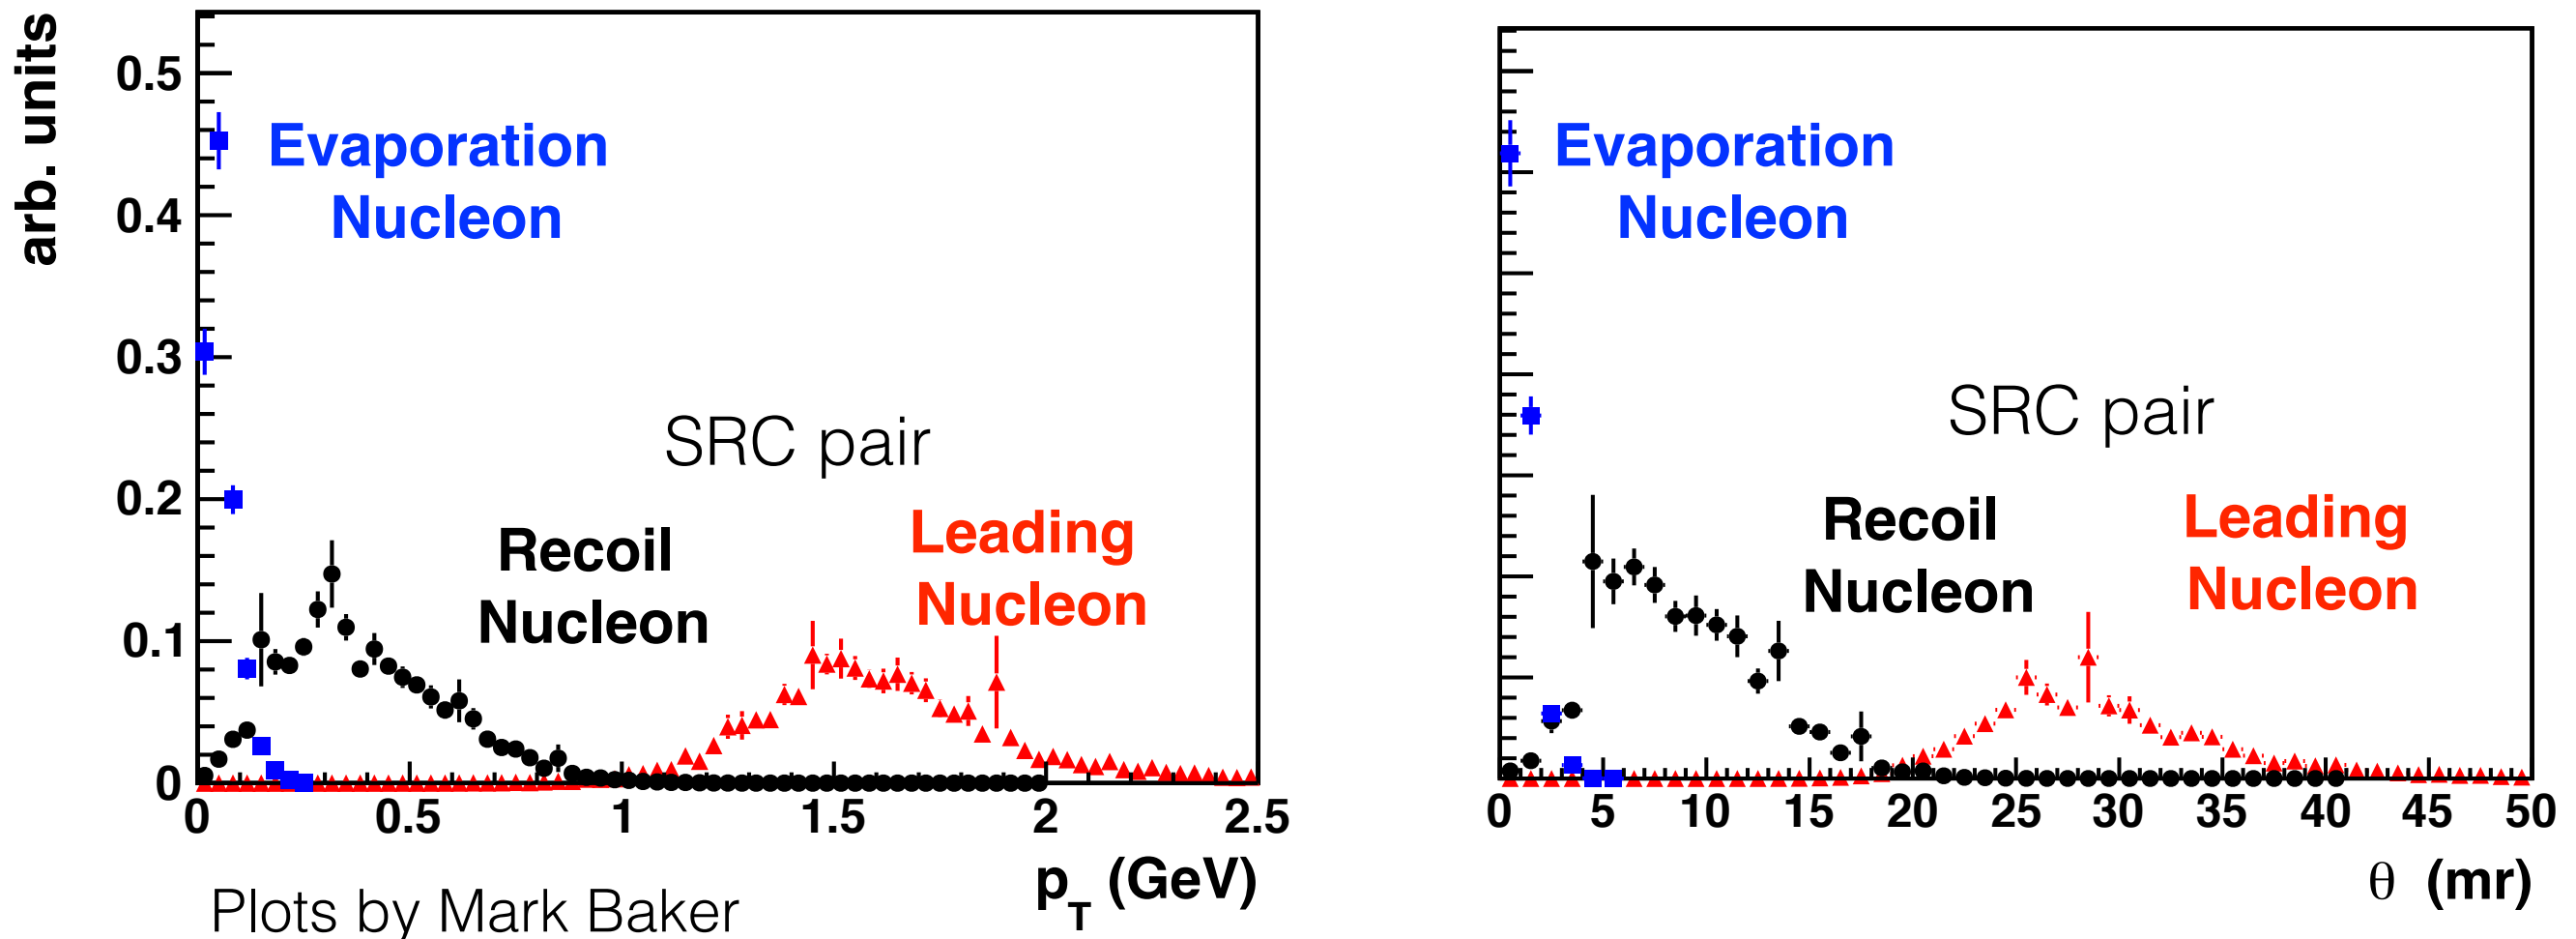 arb. units
0.5
0.4
0.3
0.2
0.1
0
Evaporation
Nucleon
SRC pair
Recoil
Nucleon
Leading
Nucleon
0 0.5 1 1.5 2 2.5
p_T (GeV)
Plots by Mark Baker
Evaporation
Nucleon
SRC pair
Recoil
Nucleon
Leading
Nucleon
0 5 10 15 20 25 30 35 40 45 50
θ (mr)